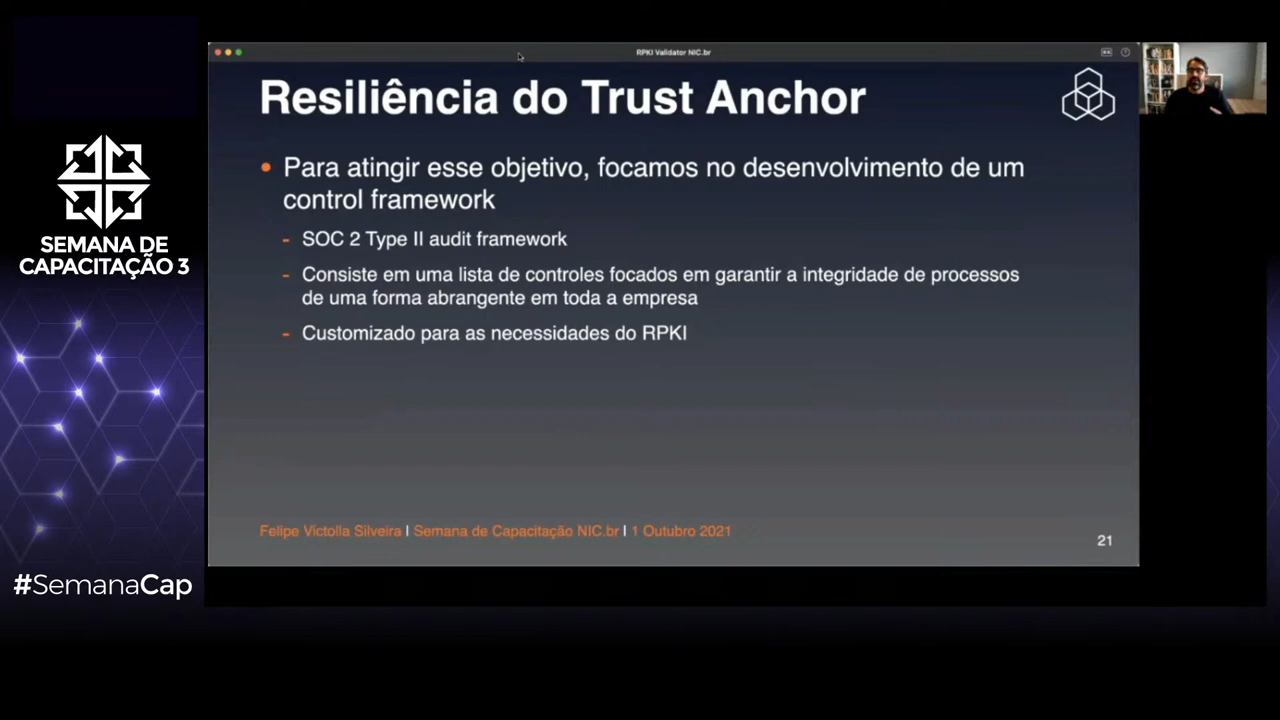 RPKI Validator NIC.br
Resiliência do Trust Anchor
Para atingir esse objetivo, focamos no desenvolvimento de um
control framework
- SOC 2 Type II audit framework
- Consiste em uma lista de controles focados em garantir a integridade de processos
de uma forma abrangente em toda a empresa
- Customizado para as necessidades do RPKI
Felipe Victolla Silveira | Semana de Capacitação NIC.br | 1 Outubro 2021
21
SEMANA DE
CAPACITAÇÃO 3
#SemanaCap